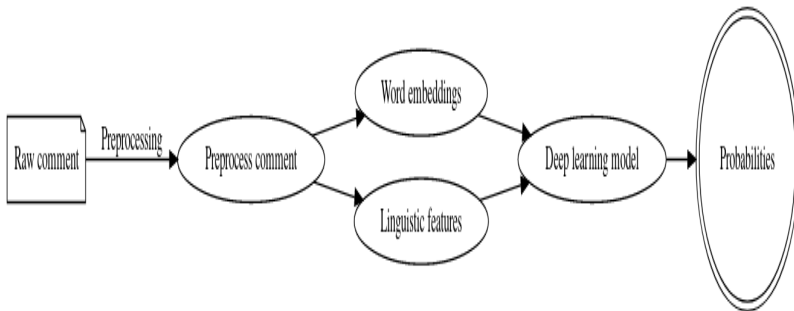 Raw comment
Preprocessing
Preprocess comment
Word embeddings
Linguistic features
Deep learning model
Probabilities